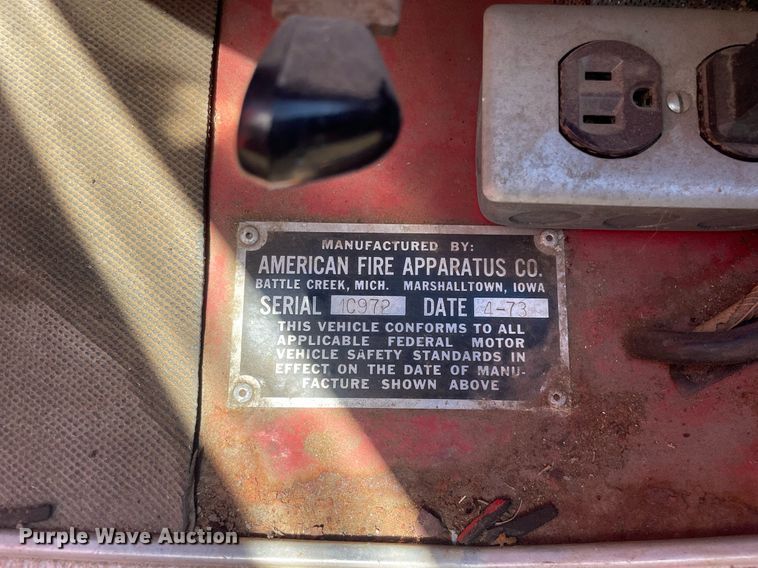 MANUFACTURED BY:
AMERICAN FIRE APPARATUS CO.
BATTLE CREEK, MICH. MARSHALLTOWN, IOWA
SERIAL DATE 4-73
THIS VEHICLE CONFORMS TO ALL
APPLICABLE FEDERAL MOTOR
VEHICLE SAFETY STANDARDS IN
EFFECT ON THE DATE OF MANU-
FACTURE SHOWN ABOVE
Purple Wave Auction